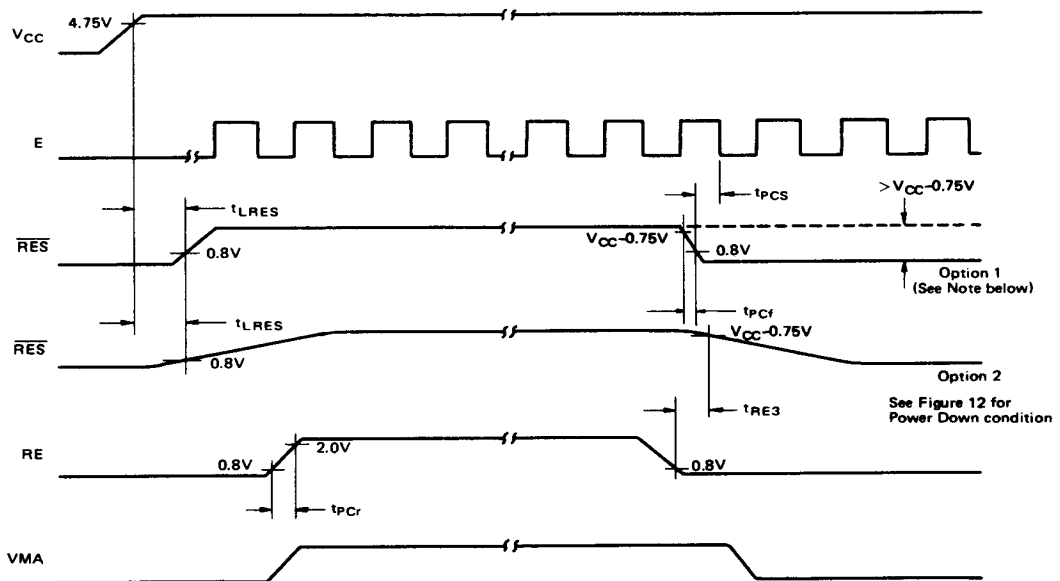 4.75V
VCC
E
tPCS
> VCC-0.75V
tLRES
RES
0.8V
VCC-0.75V
0.8V
Option 1
(See Note below)
tPCf
tLRES
RES
0.8V
VCC-0.75V
Option 2
See Figure 12 for
Power Down condition
tRE3
RE
0.8V
2.0V
0.8V
tPCr
VMA